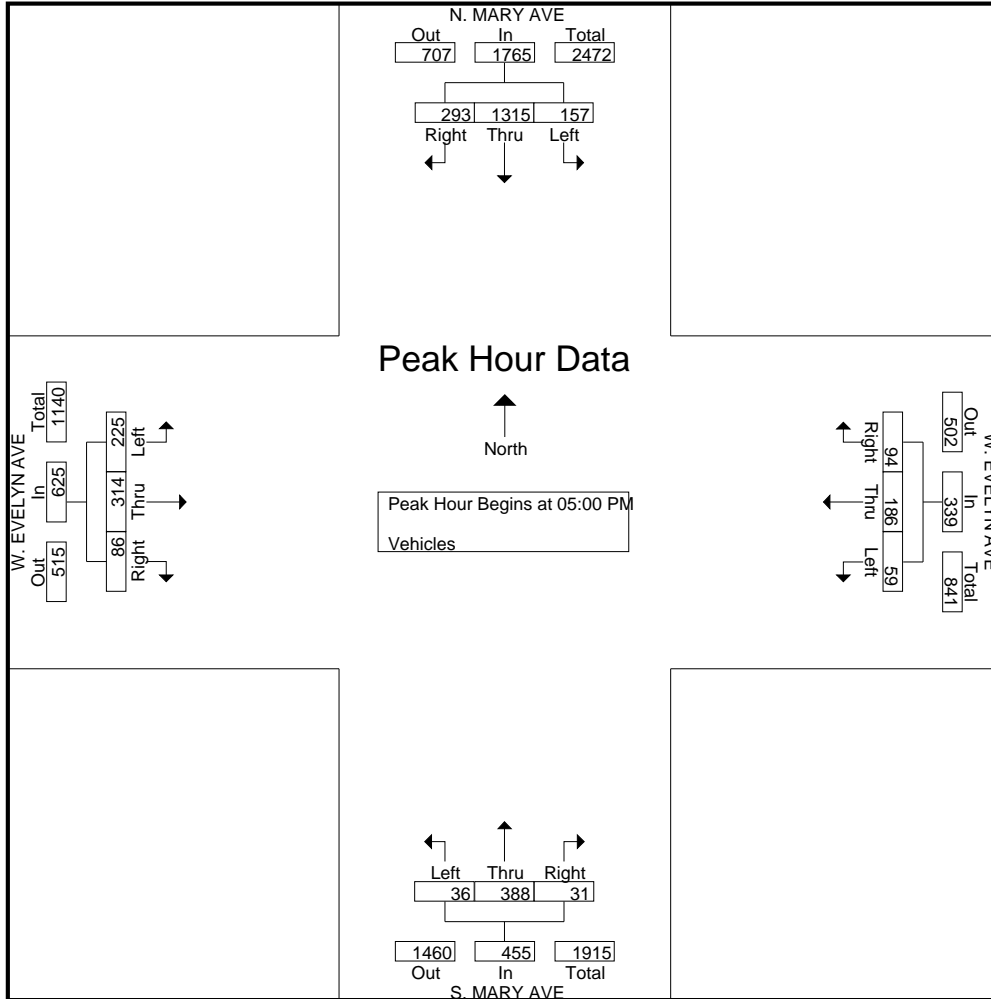 N. MARY AVE
Out In Total
707 1765 2472
293 1315 157
Right Thru Left
Peak Hour Data
North
Peak Hour Begins at 05:00 PM
Vehicles
W. EVELYN AVE
Total In Out
1140 625 515
225 314 86
Left Thru Right
W. EVELYN AVE
Out In Total
502 339 841
94 186 59
Right Thru Left
Left Thru Right
36 388 31
1460 455 1915
Out In Total
S. MARY AVE